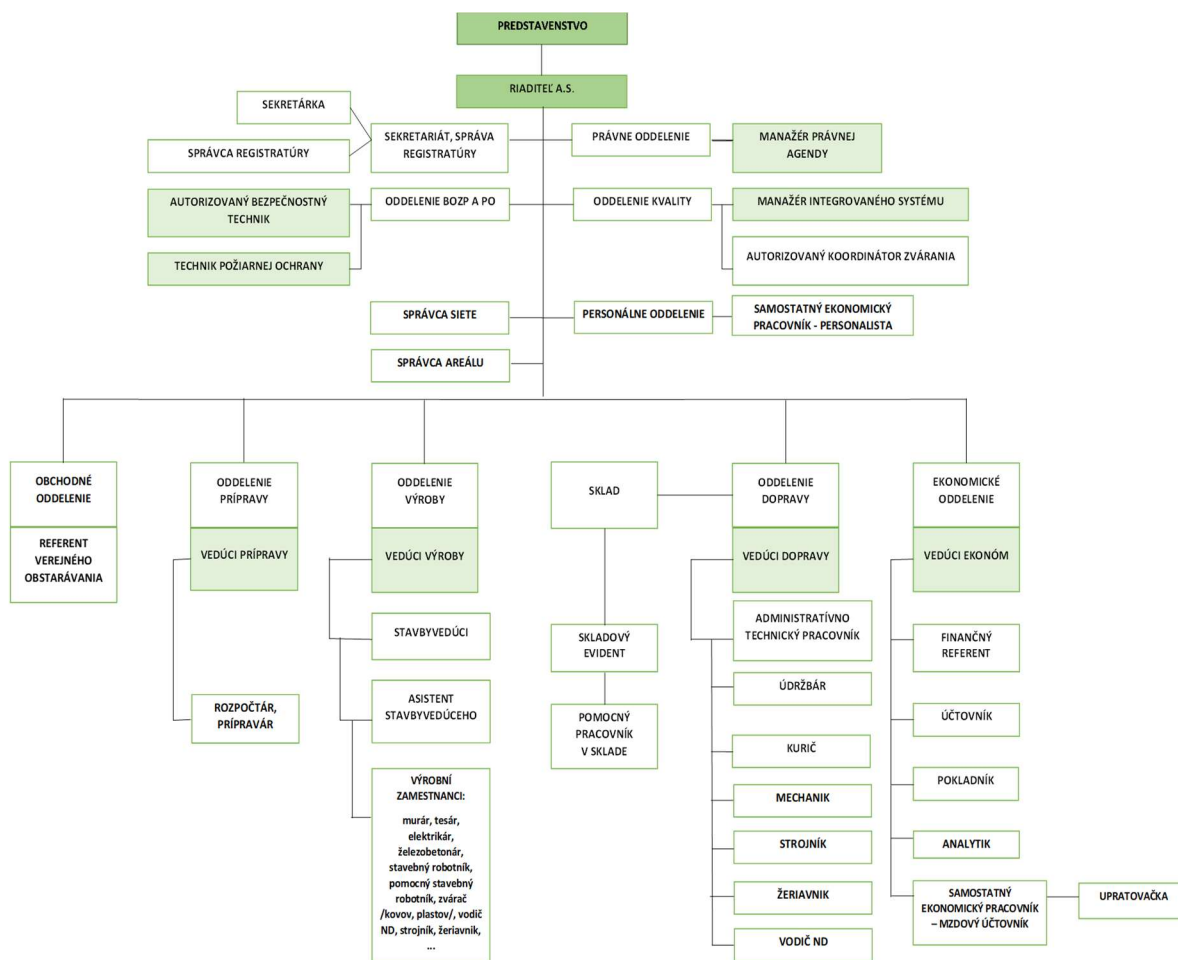 PREDSTAVENSTVO
RIADITEĽ A.S.
SEKRETÁRKA
SPRÁVCA REGISTRATÚRY
SEKRETARIÁT, SPRÁVA
REGISTRATÚRY
PRÁVNE ODDELENIE
MANAŽÉR PRÁVNEJ
AGENDY
AUTORIZOVANÝ BEZPEČNOSTNÝ
TECHNIK
ODDELENIE BOZP A PO
ODDELENIE KVALITY
MANAŽÉR INTEGROVANÉHO SYSTÉMU
TECHNIK POŽIARNEJ OCHRANY
AUTORIZOVANÝ KOORDINÁTOR ZVÁRANIA
SPRÁVCA SIETE
PERSONÁLNE ODDELENIE
SAMOSTATNÝ EKONOMICKÝ
PRACOVNÍK - PERSONALISTA
SPRÁVCA AREÁLU
OBCHODNÉ
ODDELENIE
REFERENT
VEREJNÉHO
OBSTARÁVANIA
ODDELENIE
PRÍPRAVY
VEDÚCI PRÍPRAVY
ROZPOČTÁR,
PRÍPRAVÁR
ODDELENIE
VÝROBY
VEDÚCI VÝROBY
STAVBYVEDÚCI
ASISTENT
STAVBYVEDÚCEHO
VÝROBNÍ
ZAMESTNANCI:
murár, tesár,
elektrikár,
železobetonár,
stavebný robotník,
pomocný stavebný
robotník, zvárač
/kovov, plastov/, vodič
ND, strojník, žeriavnik,
...
SKLAD
SKLADOVÝ
EVIDENT
POMOCNÝ
PRACOVNÍK
V SKLADE
ODDELENIE
DOPRAVY
VEDÚCI DOPRAVY
ADMINISTRATÍVNO
TECHNICKÝ PRACOVNÍK
ÚDRŽBÁR
KURIČ
MECHANIK
STROJNÍK
ŽERIAVNIK
VODIČ ND
EKONOMICKÉ
ODDELENIE
VEDÚCI EKONÓM
FINANČNÝ
REFERENT
ÚČTOVNÍK
POKLADNÍK
ANALYTIK
SAMOSTATNÝ
EKONOMICKÝ PRACOVNÍK
– MZDOVÝ ÚČTOVNÍK
UPRATOVAČKA